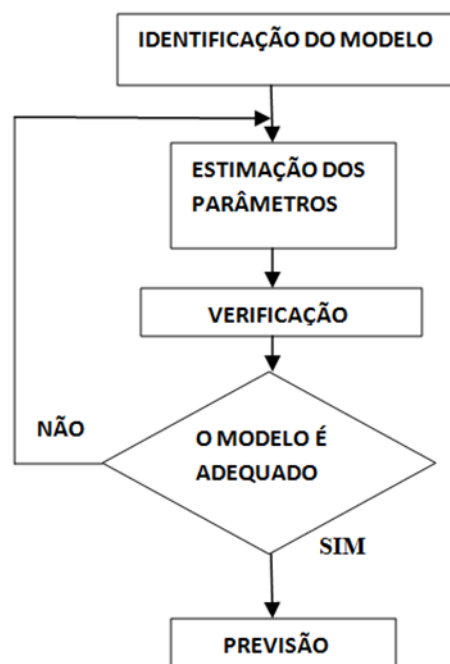 IDENTIFICAÇÃO DO MODELO
ESTIMAÇÃO DOS
PARÂMETROS
VERIFICAÇÃO
NÃO
O MODELO É
ADEQUADO
SIM
PREVISÃO